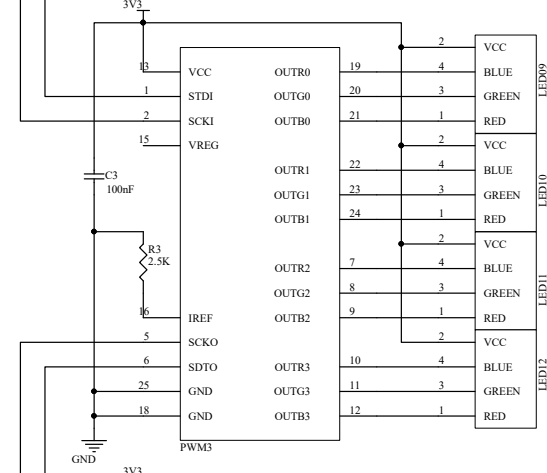 3V3
2 VCC
13 VCC OUTR0 19 4 BLUE
1 STDI OUTG0 20 3 GREEN
2 SCKI OUTB0 21 1 RED
LED09
15 VREG 2 VCC
OUTR1 22 4 BLUE
C3
100nF
OUTG1 23 3 GREEN
OUTB1 24 1 RED
LED10
2 VCC
R3
2.5K
OUTR2 7 4 BLUE
OUTG2 8 3 GREEN
16 IREF OUTB2 9 1 RED
LED11
5 SCKO 2 VCC
6 SDTO OUTR3 10 4 BLUE
25 GND OUTG3 11 3 GREEN
18 GND OUTB3 12 1 RED
LED12
PWM3
GND
3V3